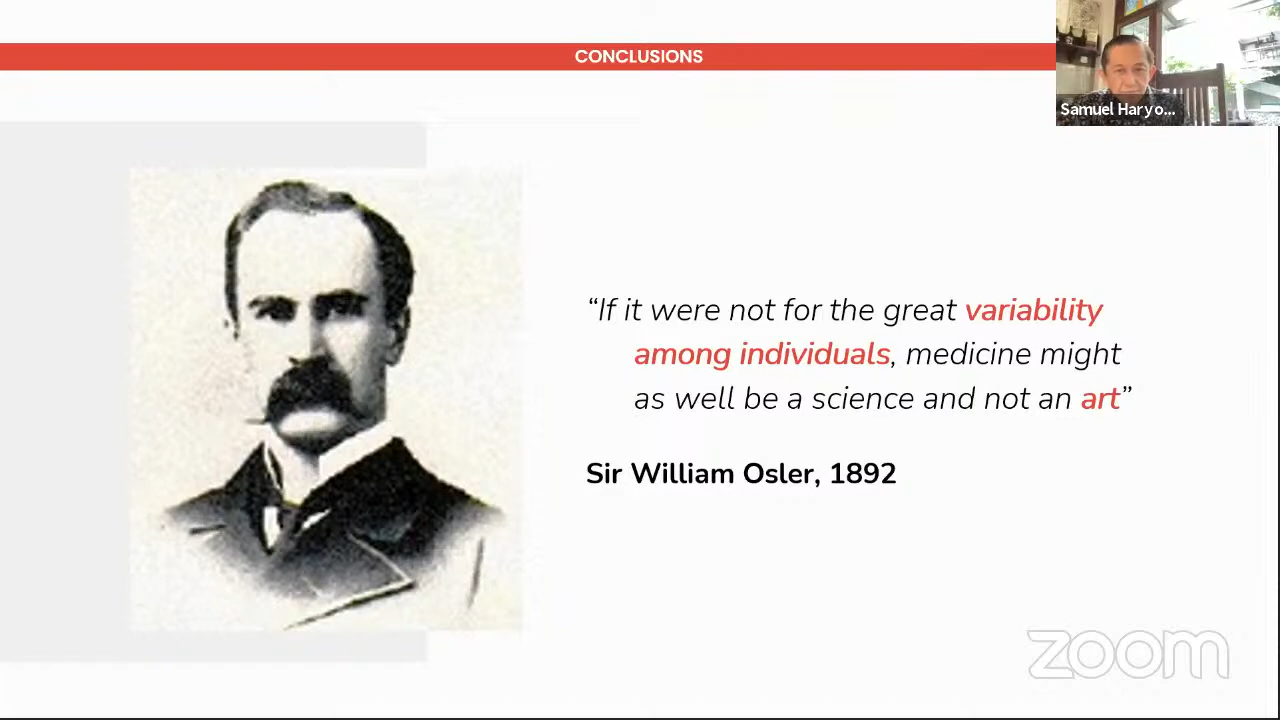 CONCLUSIONS
Samuel Haryo...
“If it were not for the great variability
among individuals, medicine might
as well be a science and not an art”
Sir William Osler, 1892
zoom